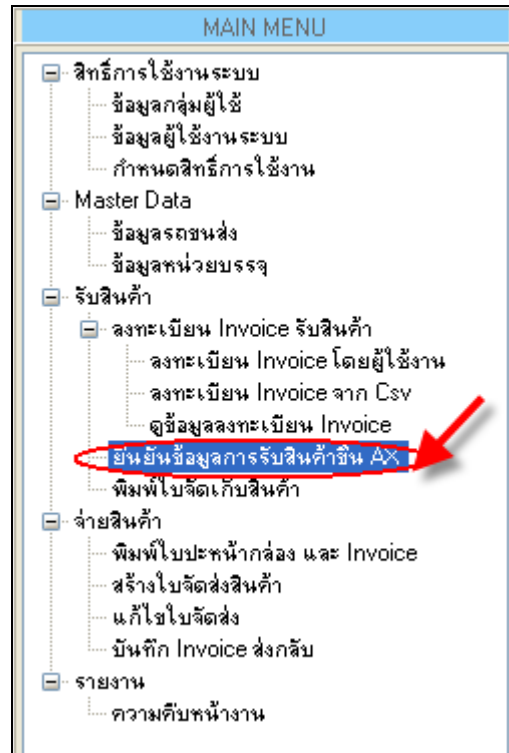 MAIN MENU
สิทธิ์การใช้งานระบบ
ข้อมูลกลุ่มผู้ใช้
ข้อมูลผู้ใช้งานระบบ
กำหนดสิทธิ์การใช้งาน
Master Data
ข้อมูลรถขนส่ง
ข้อมูลหน่วยบรรจุ
รับสินค้า
ลงทะเบียน Invoice รับสินค้า
ลงทะเบียน Invoice โดยผู้ใช้งาน
ลงทะเบียน Invoice จาก Csv
ดูข้อมูลลงทะเบียน Invoice
ยืนยันข้อมูลการรับสินค้าขึ้น AX
พิมพ์ใบจัดเก็บสินค้า
จ่ายสินค้า
พิมพ์ใบปะหน้ากล่อง และ Invoice
สร้างใบจัดส่งสินค้า
แก้ไขใบจัดส่ง
บันทึก Invoice ส่งกลับ
รายงาน
ความคืบหน้างาน